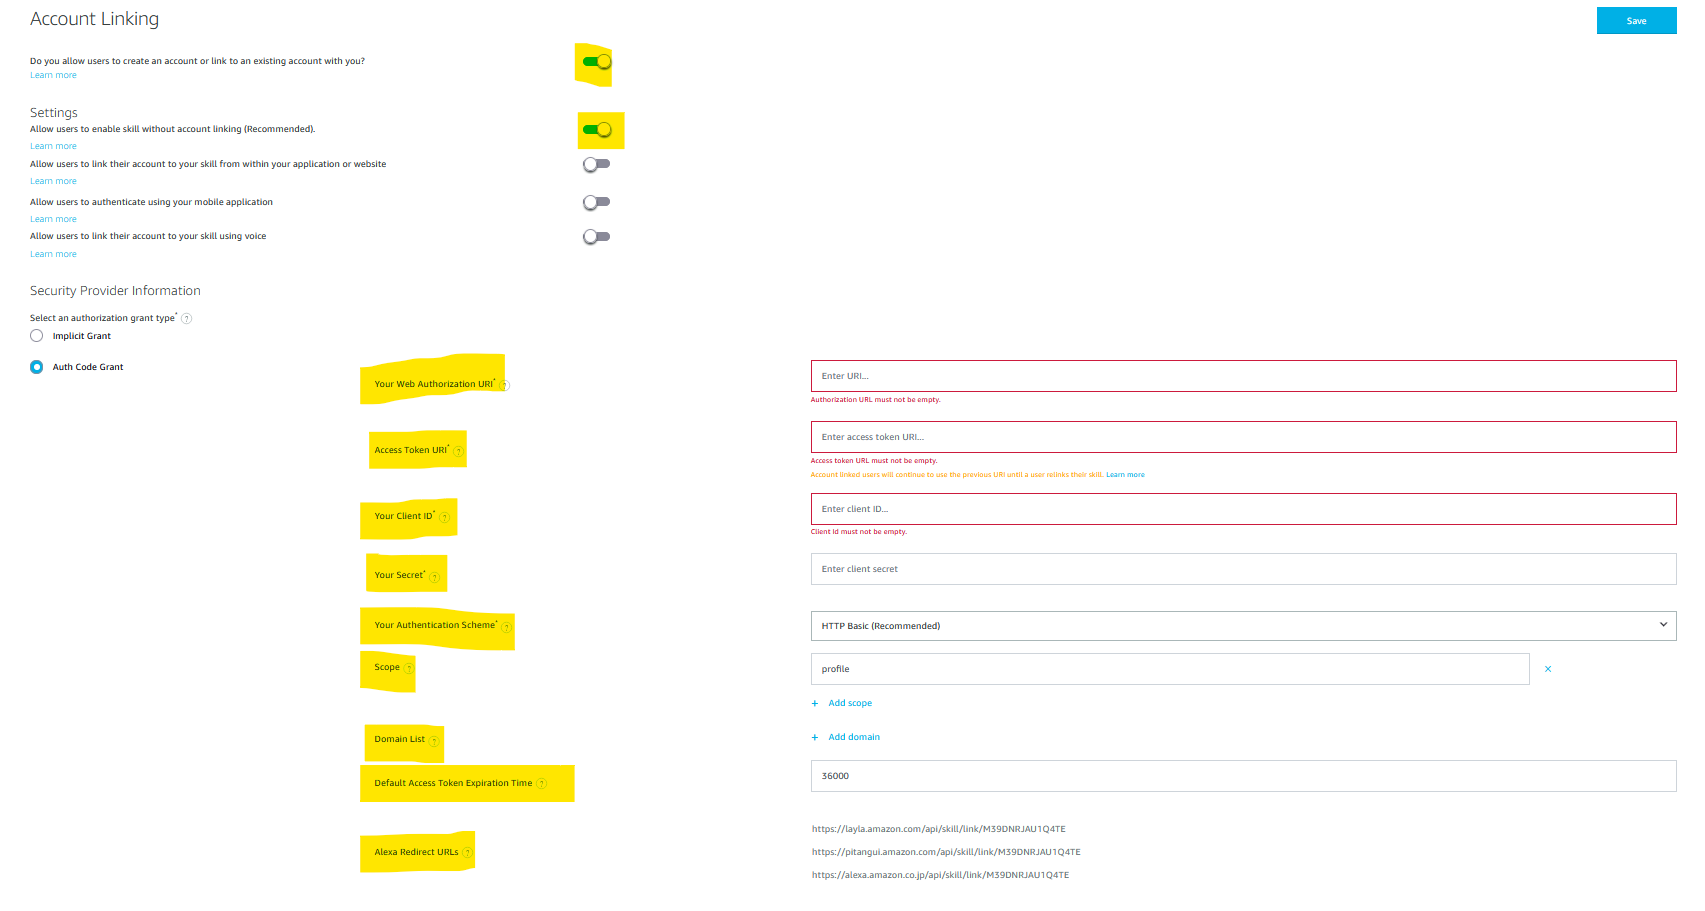 Account Linking
Save
Do you allow users to create an account or link to an existing account with you?
Learn more
Settings
Allow users to enable skill without account linking (Recommended).
Learn more
Allow users to link their account to your skill from within your application or website
Learn more
Allow users to authenticate using your mobile application
Learn more
Allow users to link their account to your skill using voice
Learn more
Security Provider Information
Select an authorization grant type* ?
Implicit Grant
Auth Code Grant
Your Web Authorization URI* ?
Enter URI...
Authorization URL must not be empty.
Access Token URI* ?
Enter access token URI...
Access token URL must not be empty.
Account linked users will continue to use the previous URI until a user relinks their skill. Learn more
Your Client ID* ?
Enter client ID...
Client Id must not be empty.
Your Secret* ?
Enter client secret
Your Authentication Scheme* ?
HTTP Basic (Recommended)
Scope ?
profile
+ Add scope
Domain List ?
+ Add domain
Default Access Token Expiration Time ?
36000
Alexa Redirect URLs ?
https://layla.amazon.com/api/skill/link/M39DNRJAU1Q4TE
https://pitangui.amazon.com/api/skill/link/M39DNRJAU1Q4TE
https://alexa.amazon.co.jp/api/skill/link/M39DNRJAU1Q4TE